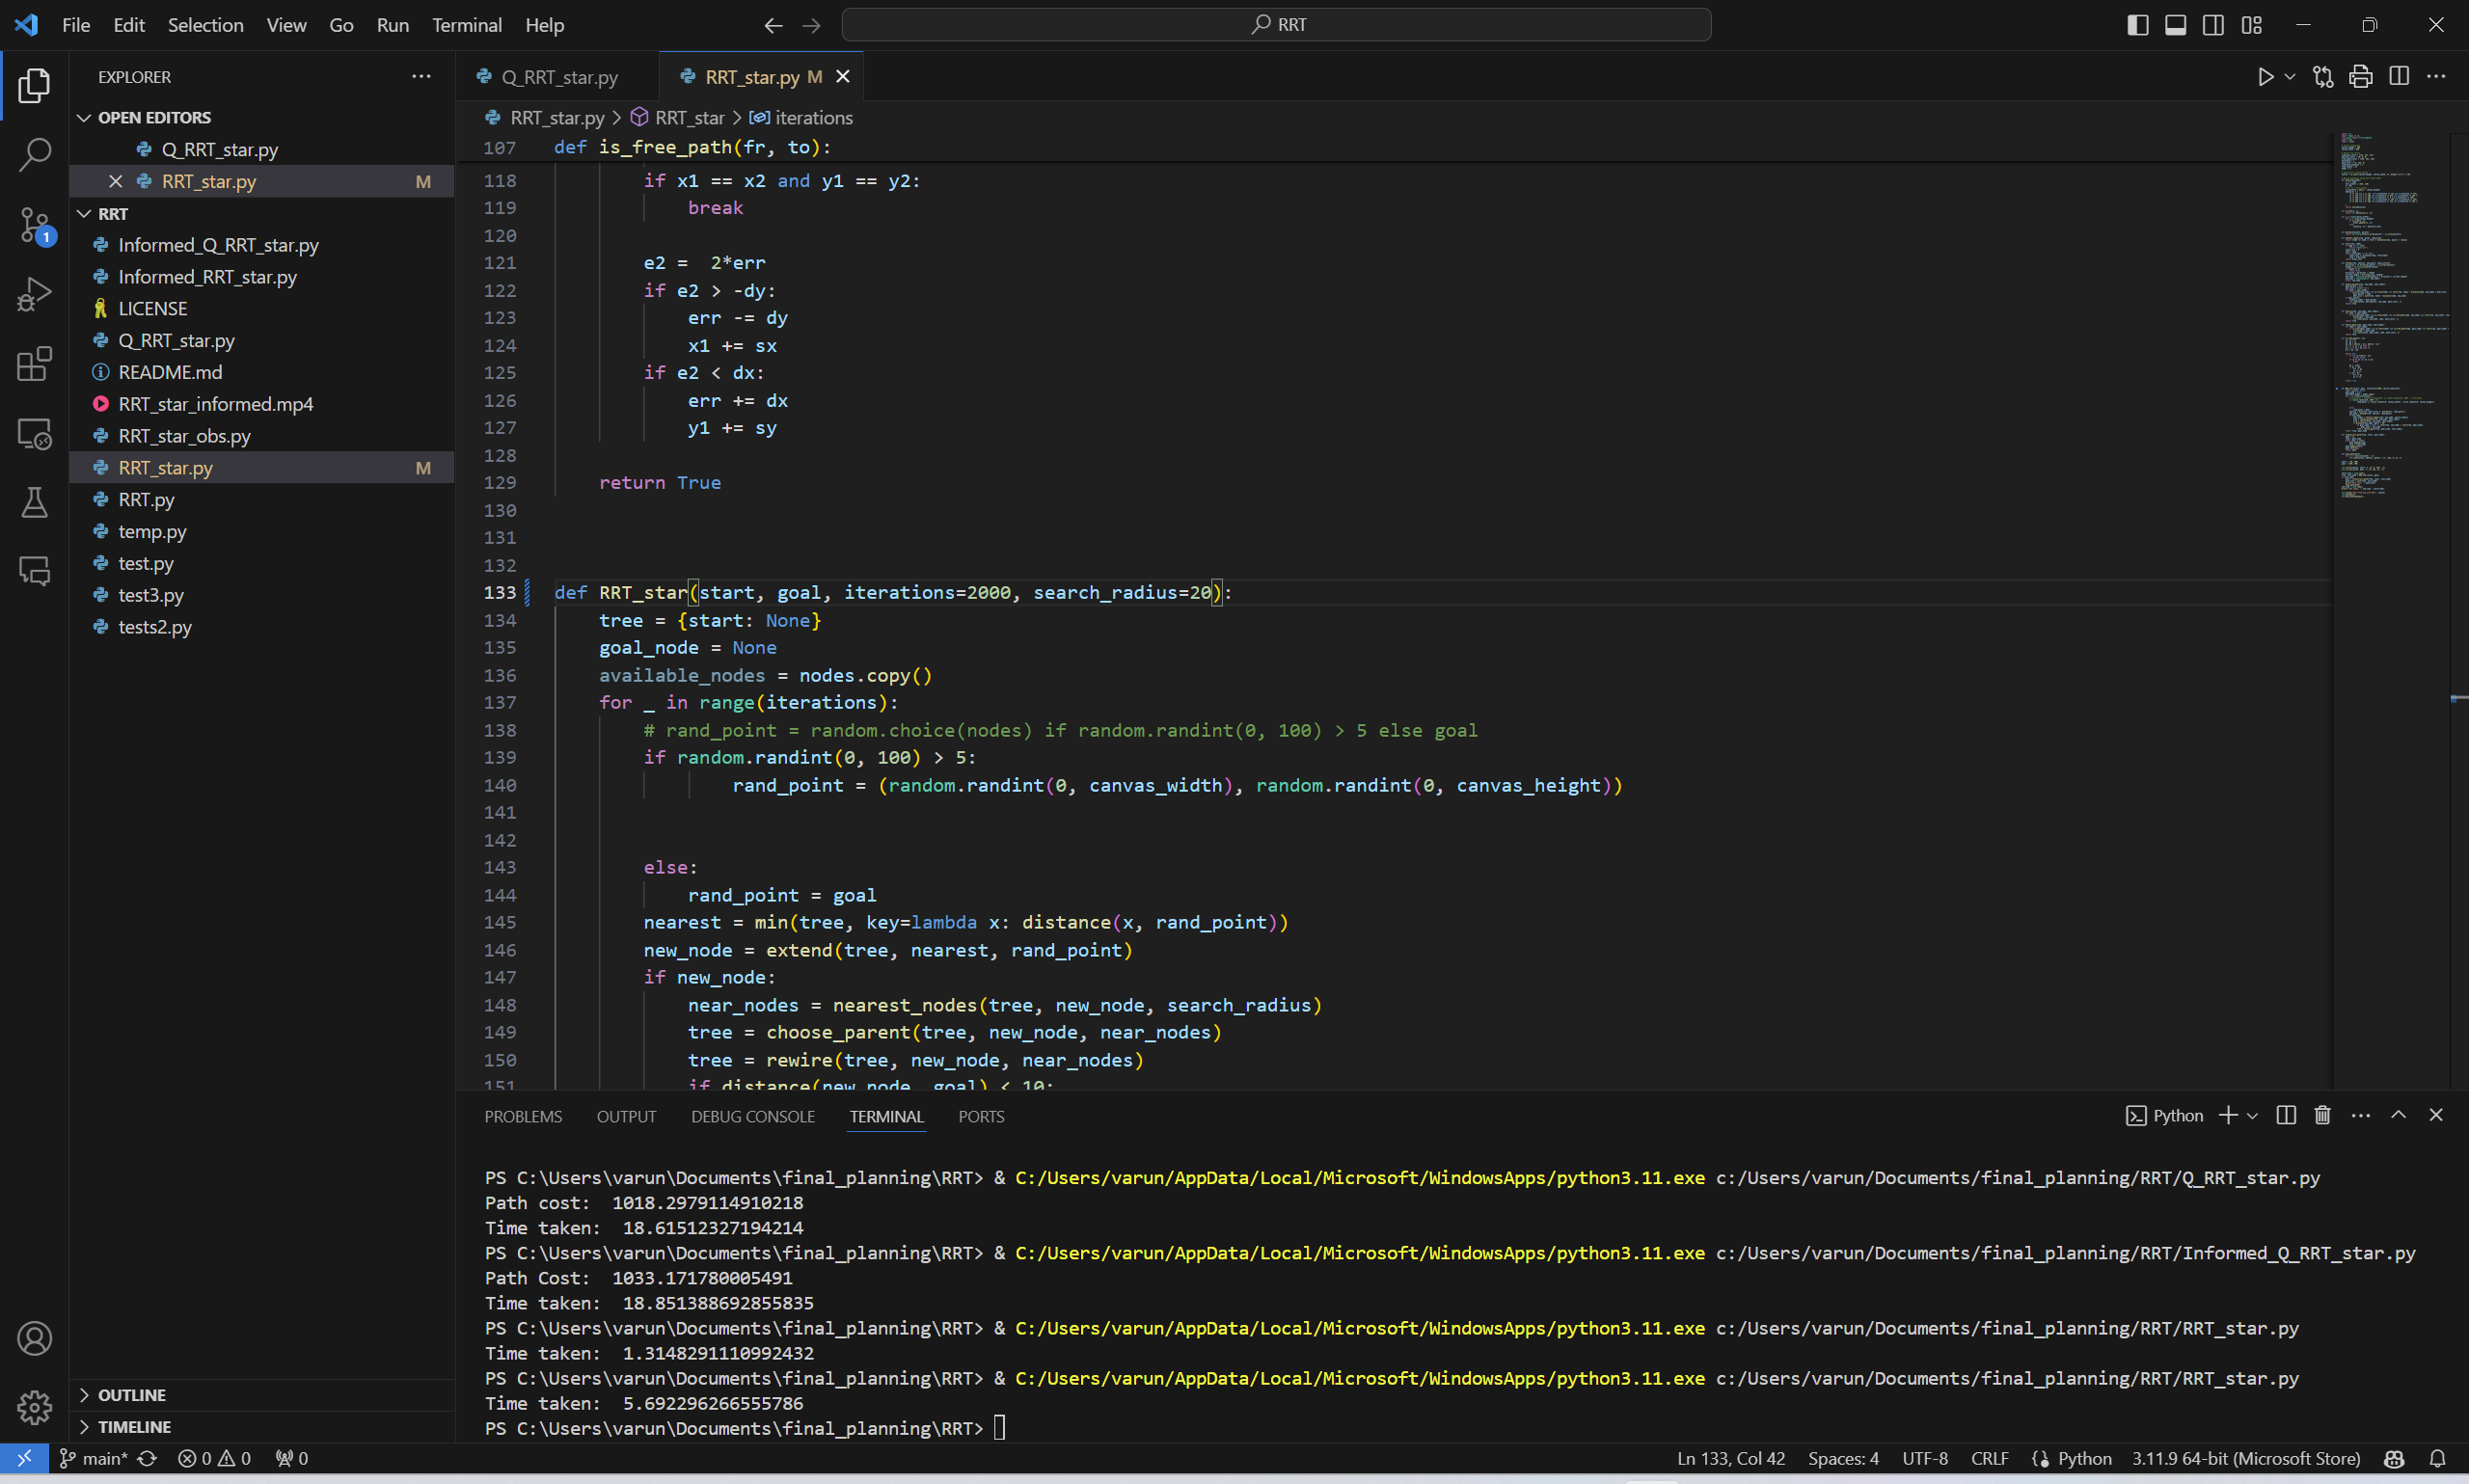 File Edit Selection View Go Run Terminal Help
RRT
EXPLORER
OPEN EDITORS
Q_RRT_star.py
RRT_star.py M
RRT
Informed_Q_RRT_star.py
Informed_RRT_star.py
LICENSE
Q_RRT_star.py
README.md
RRT_star_informed.mp4
RRT_star_obs.py
RRT_star.py M
RRT.py
temp.py
test.py
test3.py
tests2.py
OUTLINE
TIMELINE
1
Q_RRT_star.py RRT_star.py M
RRT_star.py > RRT_star > iterations
107 def is_free_path(fr, to):
118 if x1 == x2 and y1 == y2:
119 break
120
121 e2 =  2*err
122 if e2 > -dy:
123 err -= dy
124 x1 += sx
125 if e2 < dx:
126 err += dx
127 y1 += sy
128
129 return True
130
131
132
133 def RRT_star(start, goal, iterations=2000, search_radius=20):
134 tree = {start: None}
135 goal_node = None
136 available_nodes = nodes.copy()
137 for _ in range(iterations):
138 # rand_point = random.choice(nodes) if random.randint(0, 100) > 5 else goal
139 if random.randint(0, 100) > 5:
140 rand_point = (random.randint(0, canvas_width), random.randint(0, canvas_height))
141
142
143 else:
144 rand_point = goal
145 nearest = min(tree, key=lambda x: distance(x, rand_point))
146 new_node = extend(tree, nearest, rand_point)
147 if new_node:
148 near_nodes = nearest_nodes(tree, new_node, search_radius)
149 tree = choose_parent(tree, new_node, near_nodes)
150 tree = rewire(tree, new_node, near_nodes)
151 if distance(new_node, goal) < 10:
PROBLEMS OUTPUT DEBUG CONSOLE TERMINAL PORTS
Python
PS C:\Users\varun\Documents\final_planning\RRT> & C:/Users/varun/AppData/Local/Microsoft/WindowsApps/python3.11.exe c:/Users/varun/Documents/final_planning/RRT/Q_RRT_star.py
Path cost:  1018.2979114910218
Time taken:  18.61512327194214
PS C:\Users\varun\Documents\final_planning\RRT> & C:/Users/varun/AppData/Local/Microsoft/WindowsApps/python3.11.exe c:/Users/varun/Documents/final_planning/RRT/Informed_Q_RRT_star.py
Path Cost:  1033.171780005491
Time taken:  18.851388692855835
PS C:\Users\varun\Documents\final_planning\RRT> & C:/Users/varun/AppData/Local/Microsoft/WindowsApps/python3.11.exe c:/Users/varun/Documents/final_planning/RRT/RRT_star.py
Time taken:  1.3148291110992432
PS C:\Users\varun\Documents\final_planning\RRT> & C:/Users/varun/AppData/Local/Microsoft/WindowsApps/python3.11.exe c:/Users/varun/Documents/final_planning/RRT/RRT_star.py
Time taken:  5.692296266555786
PS C:\Users\varun\Documents\final_planning\RRT>
main* 0 0 0 Ln 133, Col 42 Spaces: 4 UTF-8 CRLF Python 3.11.9 64-bit (Microsoft Store)